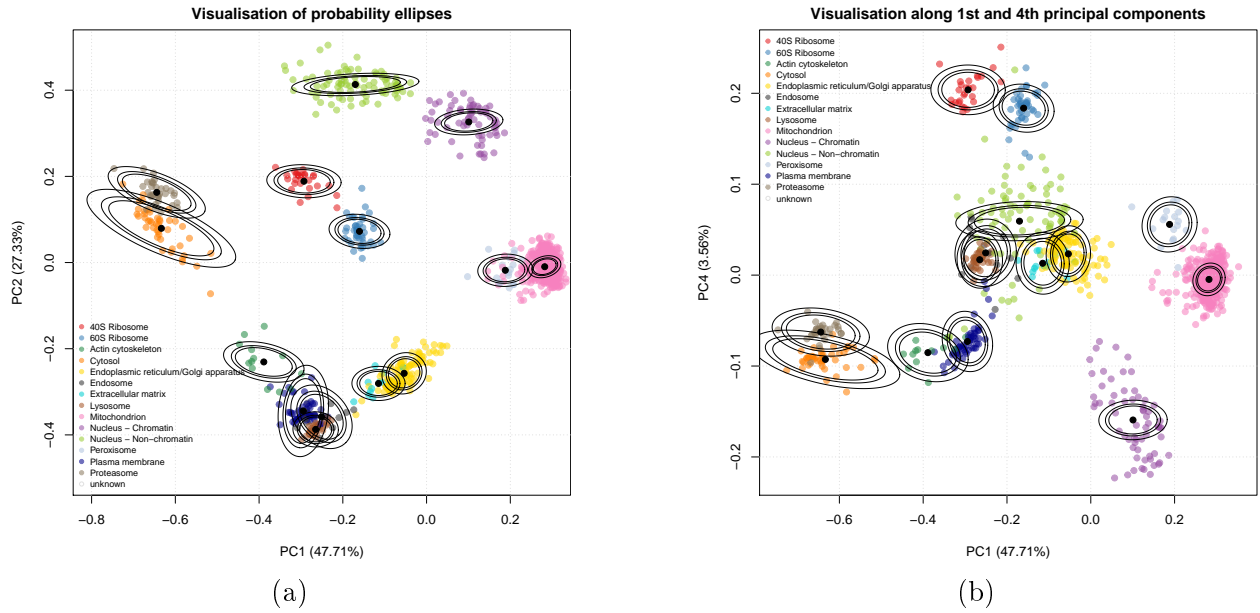 Visualisation of probability ellipses
PC2 (27.33%)
0.4
0.2
0.0
−0.2
−0.4
40S Ribosome
60S Ribosome
Actin cytoskeleton
Cytosol
Endoplasmic reticulum/Golgi apparatus
Endosome
Extracellular matrix
Lysosome
Mitochondrion
Nucleus − Chromatin
Nucleus − Non−chromatin
Peroxisome
Plasma membrane
Proteasome
unknown
−0.8 −0.6 −0.4 −0.2 0.0 0.2
PC1 (47.71%)
(a)
Visualisation along 1st and 4th principal components
PC4 (3.56%)
0.2
0.1
0.0
−0.1
−0.2
40S Ribosome
60S Ribosome
Actin cytoskeleton
Cytosol
Endoplasmic reticulum/Golgi apparatus
Endosome
Extracellular matrix
Lysosome
Mitochondrion
Nucleus − Chromatin
Nucleus − Non−chromatin
Peroxisome
Plasma membrane
Proteasome
unknown
−0.6 −0.4 −0.2 0.0 0.2
PC1 (47.71%)
(b)